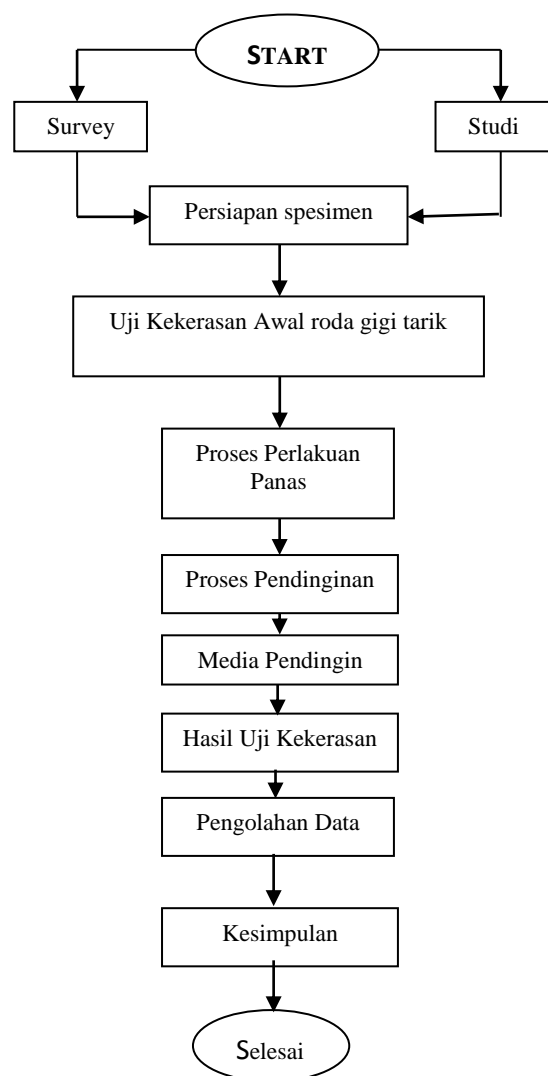 START
Survey
Studi
Persiapan spesimen
Uji Kekerasan Awal roda gigi tarik
Proses Perlakuan
Panas
Proses Pendinginan
Media Pendingin
Hasil Uji Kekerasan
Pengolahan Data
Kesimpulan
Selesai